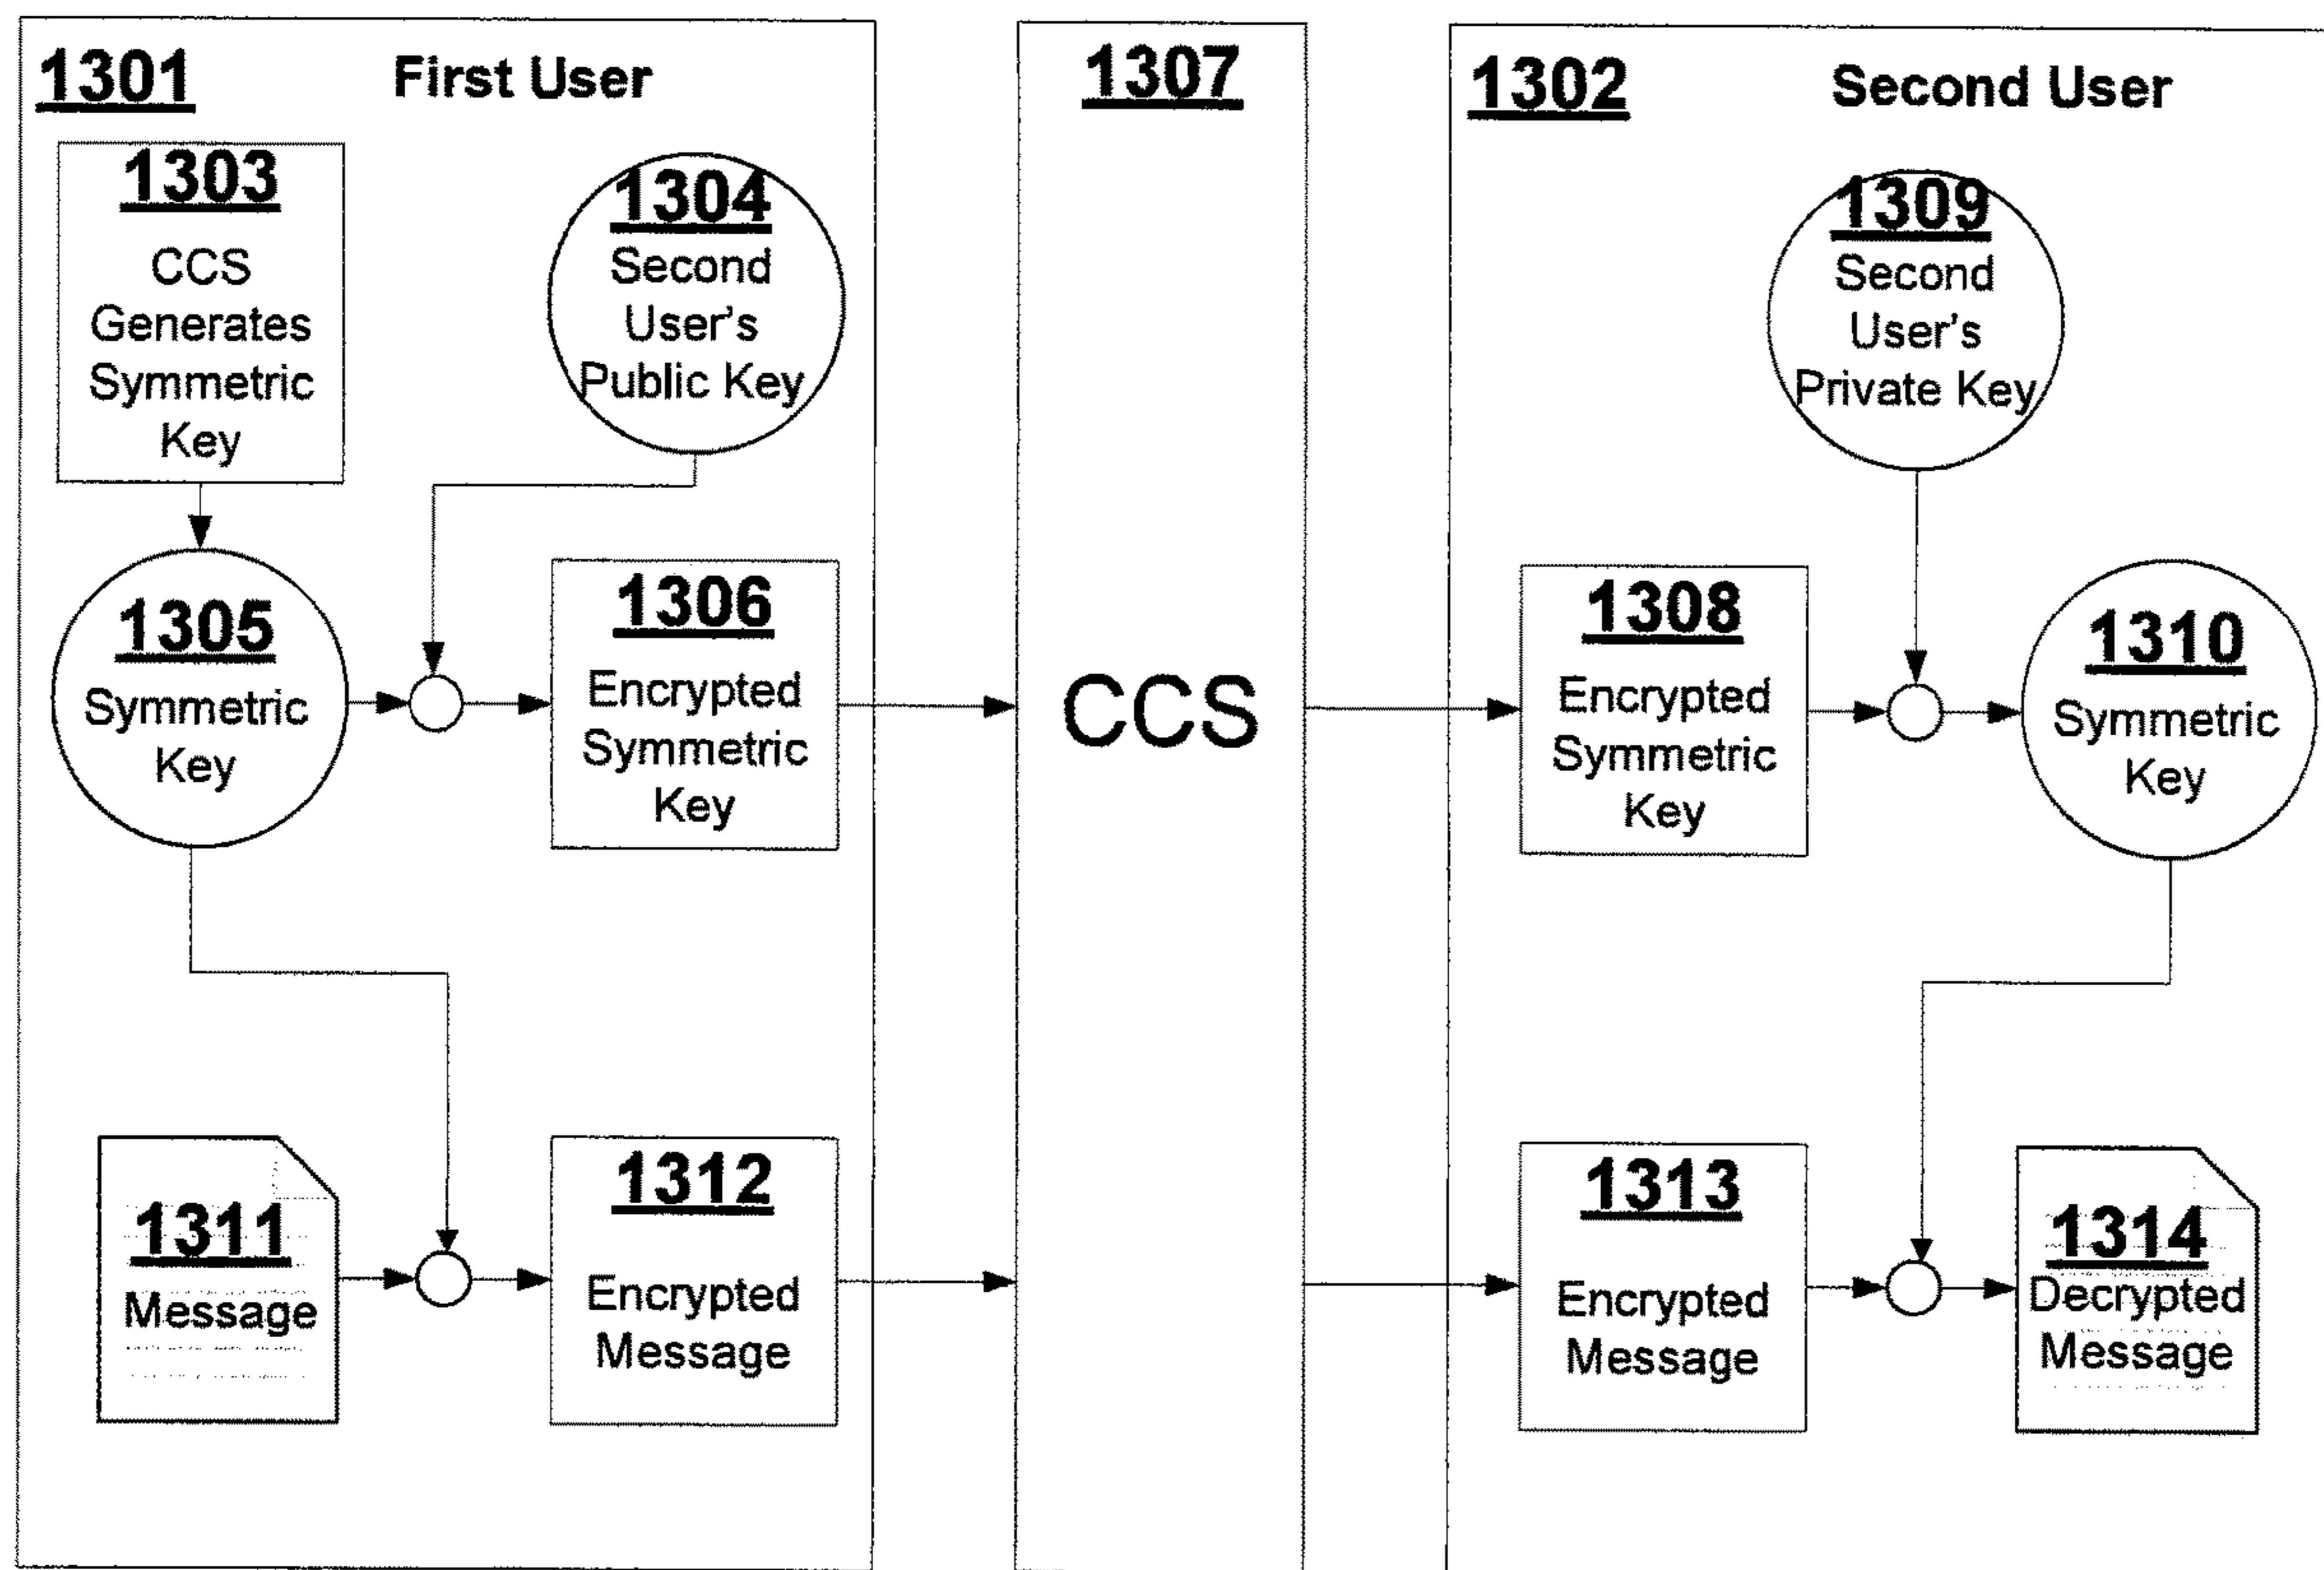 1301 First User
1303
CCS
Generates
Symmetric
Key
1304
Second
User's
Public Key
1305
Symmetric
Key
1306
Encrypted
Symmetric
Key
1311
Message
1312
Encrypted
Message
1307
CCS
1302 Second User
1309
Second
User's
Private Key
1308
Encrypted
Symmetric
Key
1310
Symmetric
Key
1313
Encrypted
Message
1314
Decrypted
Message